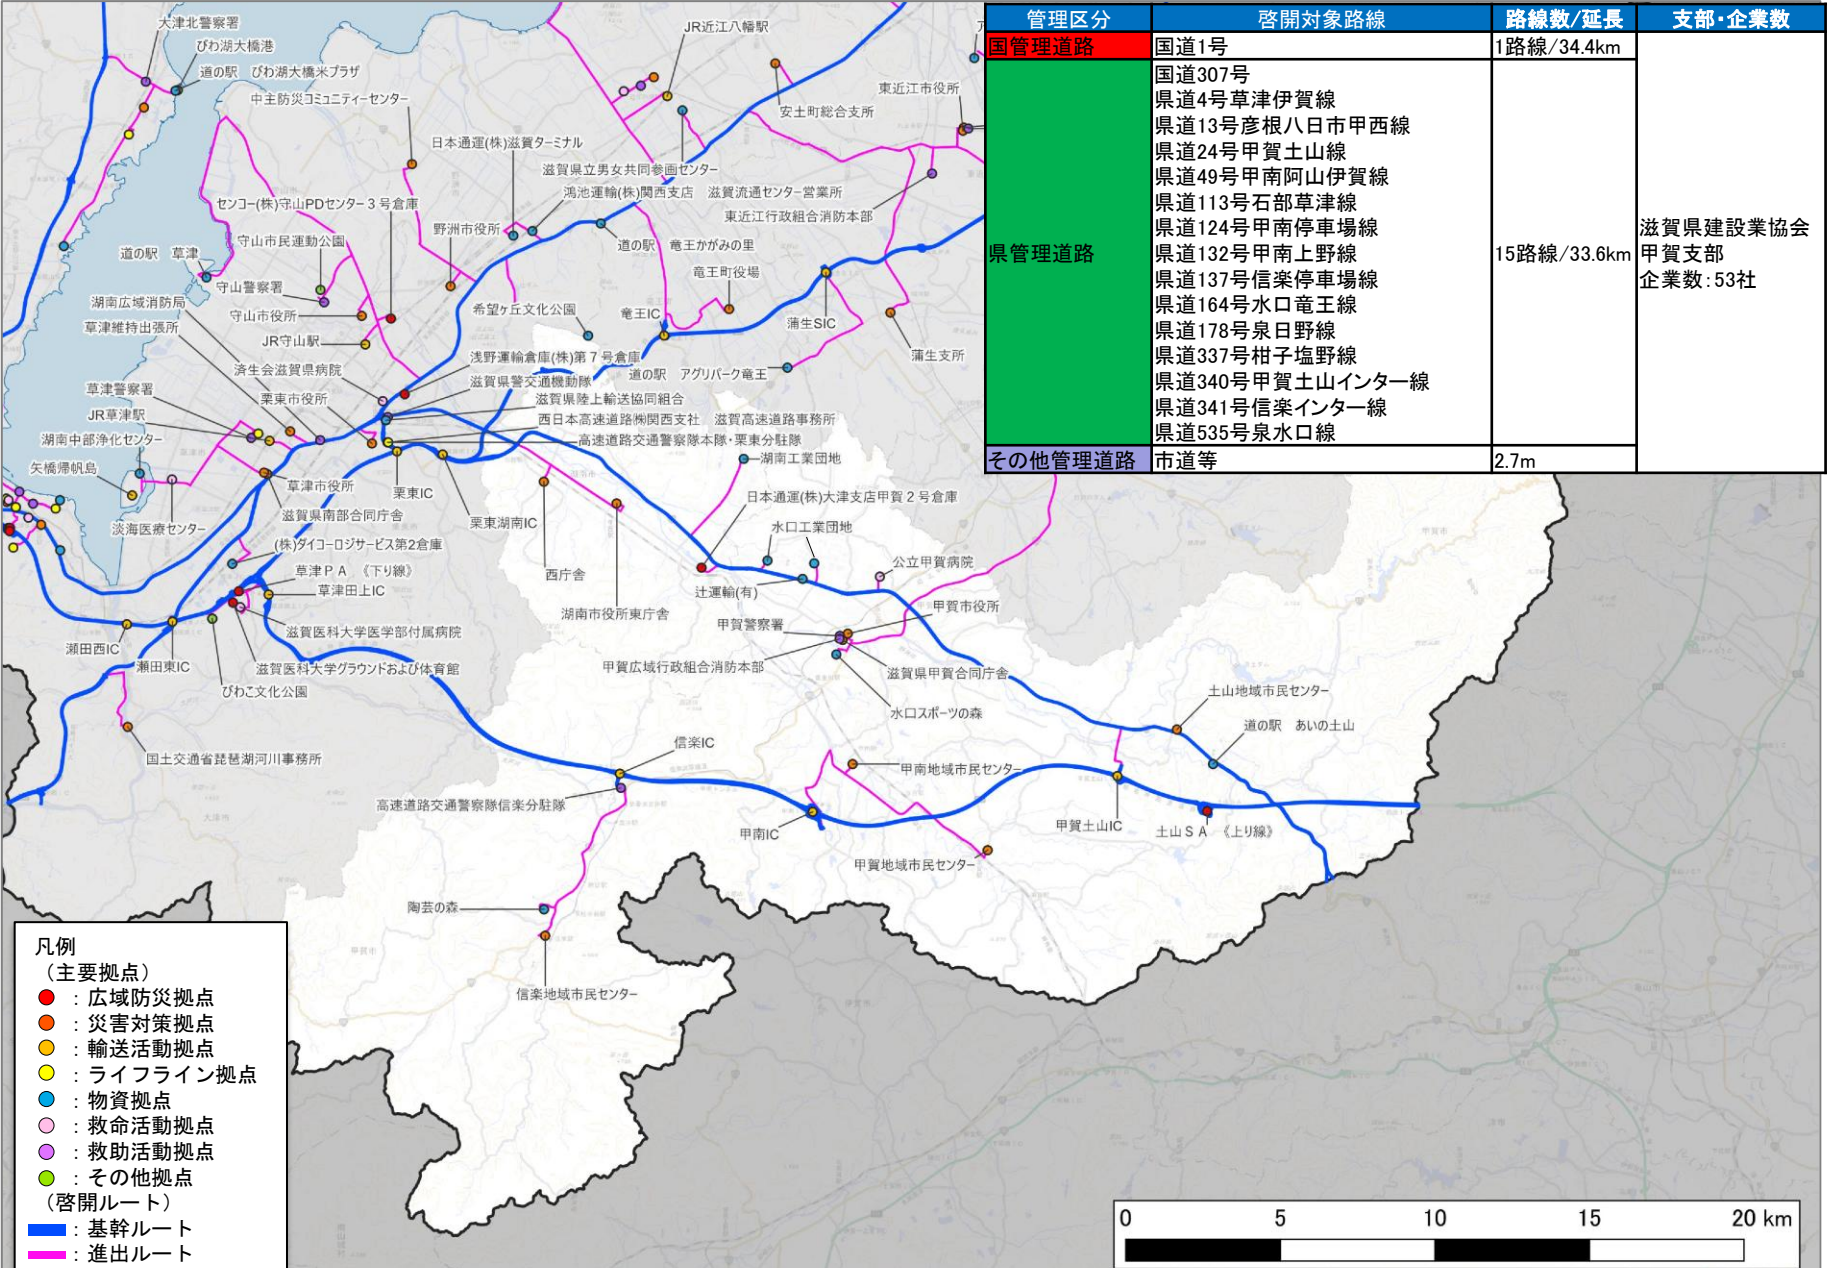 管理区分 啓開対象路線 路線数/延長 支部・企業数
国管理道路 国道1号 1路線/34.4km
県管理道路
国道307号
県道4号草津伊賀線
県道13号彦根八日市甲西線
県道24号甲賀土山線
県道49号甲南阿山伊賀線
県道113号石部草津線
県道124号甲南停車場線
県道132号甲南上野線
県道137号信楽停車場線
県道164号水口竜王線
県道178号泉日野線
県道337号柑子塩野線
県道340号甲賀土山インター線
県道341号信楽インター線
県道535号泉水口線
15路線/33.6km
滋賀県建設業協会
甲賀支部
企業数:53社
その他管理道路 市道等 2.7m
大津北警察署
びわ湖大橋港
道の駅 びわ湖大橋米プラザ
中主防災コミュニティーセンター
JR近江八幡駅
安土町総合支所
東近江市役所
日本通運(株)滋賀ターミナル
滋賀県立男女共同参画センター
鴻池運輸(株)関西支店 滋賀流通センター営業所
東近江行政組合消防本部
センコー(株)守山PDセンター3号倉庫
守山市民運動公園
野洲市役所
道の駅 竜王かがみの里
道の駅 草津
守山警察署
竜王町役場
湖南広域消防局
守山市役所
希望ヶ丘文化公園
竜王IC
蒲生SIC
草津維持出張所
JR守山駅
浅野運輸倉庫(株)第7号倉庫
蒲生支所
済生会滋賀県病院
滋賀県警交通機動隊
道の駅 アグリパーク竜王
草津警察署
栗東市役所
滋賀県陸上輸送協同組合
JR草津駅
西日本高速道路㈱関西支社 滋賀高速道路事務所
湖南中部浄化センター
高速道路交通警察隊本隊・栗東分駐隊
矢橋帰帆島
湖南工業団地
草津市役所
栗東IC
日本通運(株)大津支店甲賀2号倉庫
滋賀県南部合同庁舎
栗東湖南IC
淡海医療センター
水口工業団地
(株)ダイコーロジサービス第2倉庫
公立甲賀病院
草津PA 《下り線》
西庁舎
草津田上IC
辻運輸(有)
湖南市役所東庁舎
甲賀市役所
甲賀警察署
滋賀医科大学医学部付属病院
瀬田西IC
瀬田東IC
滋賀医科大学グラウンドおよび体育館
甲賀広域行政組合消防本部
滋賀県甲賀合同庁舎
びわこ文化公園
土山地域市民センター
水口スポーツの森
道の駅 あいの土山
国土交通省琵琶湖河川事務所
信楽IC
甲南地域市民センター
高速道路交通警察隊信楽分駐隊
甲南IC
甲賀土山IC
土山SA 《上り線》
甲賀地域市民センター
陶芸の森
信楽地域市民センター
凡例
(主要拠点)
:広域防災拠点
:災害対策拠点
:輸送活動拠点
:ライフライン拠点
:物資拠点
:救命活動拠点
:救助活動拠点
:その他拠点
(啓開ルート)
:基幹ルート
:進出ルート
0 5 10 15 20 km